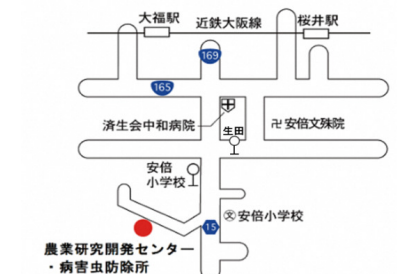 大福駅
近鉄大阪線
桜井駅
169
165
済生会中和病院
生田
卍安倍文殊院
安倍
小学校
文安倍小学校
15
農業研究開発センター
・病害虫防除所